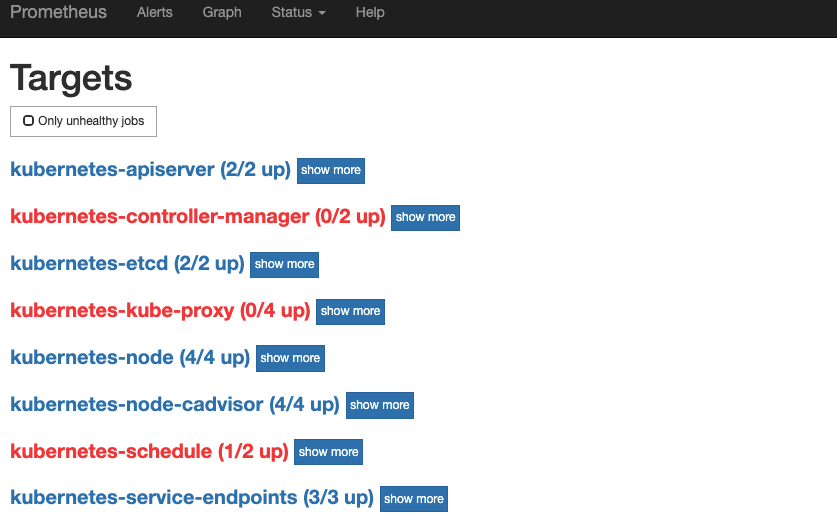 Prometheus Alerts Graph Status Help
Targets
Only unhealthy jobs
kubernetes-apiserver (2/2 up) show more
kubernetes-controller-manager (0/2 up) show more
kubernetes-etcd (2/2 up) show more
kubernetes-kube-proxy (0/4 up) show more
kubernetes-node (4/4 up) show more
kubernetes-node-cadvisor (4/4 up) show more
kubernetes-schedule (1/2 up) show more
kubernetes-service-endpoints (3/3 up) show more